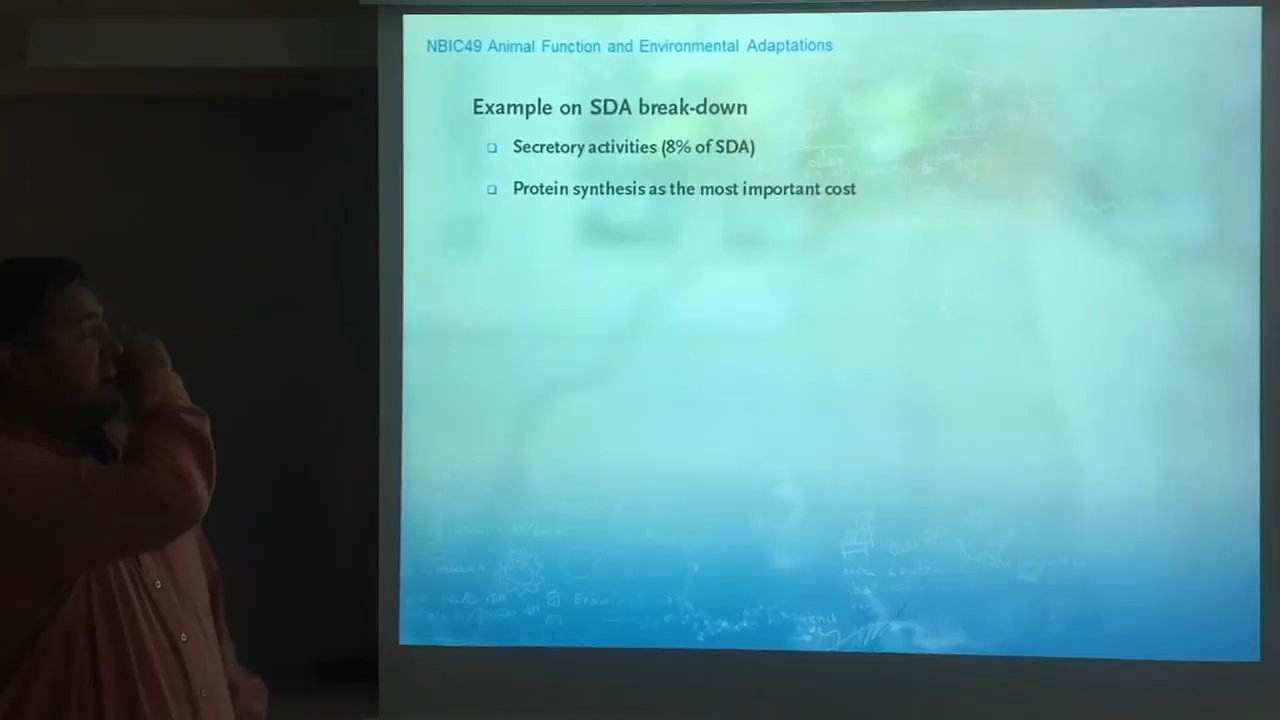 NBIC49 Animal Function and Environmental Adaptations
Example on SDA break-down
Secretory activities (8% of SDA)
Protein synthesis as the most important cost